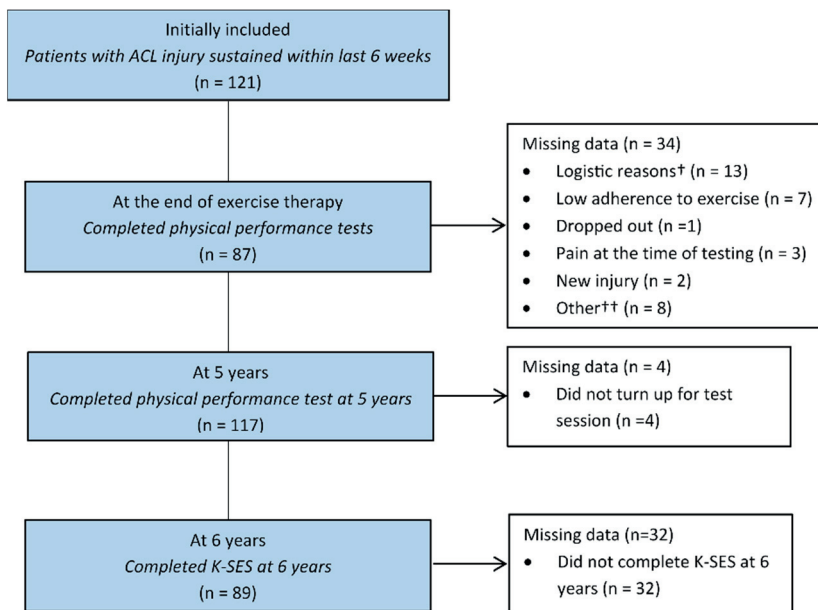 Initially included
Patients with ACL injury sustained within last 6 weeks
(n = 121)
Missing data (n = 34)
• Logistic reasons† (n = 13)
• Low adherence to exercise (n = 7)
• Dropped out (n =1)
• Pain at the time of testing (n = 3)
• New injury (n = 2)
• Other†† (n = 8)
At the end of exercise therapy
Completed physical performance tests
(n = 87)
At 5 years
Completed physical performance test at 5 years
(n = 117)
Missing data (n = 4)
• Did not turn up for test
session (n =4)
At 6 years
Completed K-SES at 6 years
(n = 89)
Missing data (n=32)
• Did not complete K-SES at 6
years (n = 32)